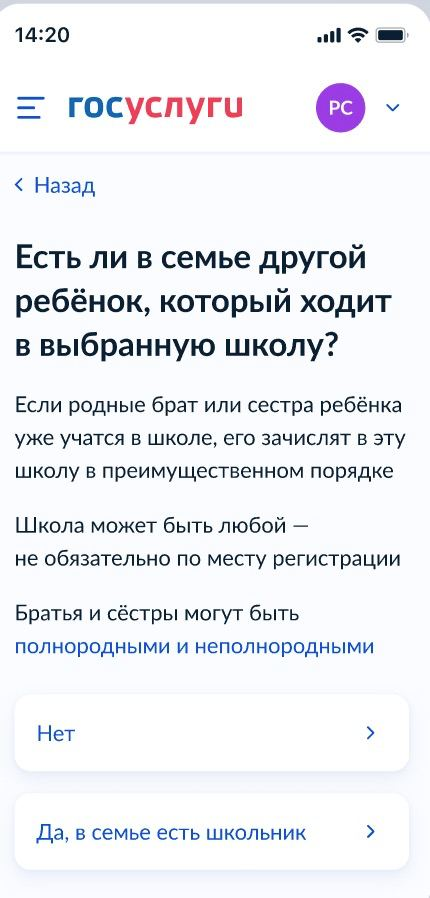 14:20
госуслуги
РС
Назад
Есть ли в семье другой
ребёнок, который ходит
в выбранную школу?
Если родные брат или сестра ребёнка
уже учатся в школе, его зачислят в эту
школу в преимущественном порядке
Школа может быть любой —
не обязательно по месту регистрации
Братья и сёстры могут быть
полнородными и неполнородными
Нет
Да, в семье есть школьник